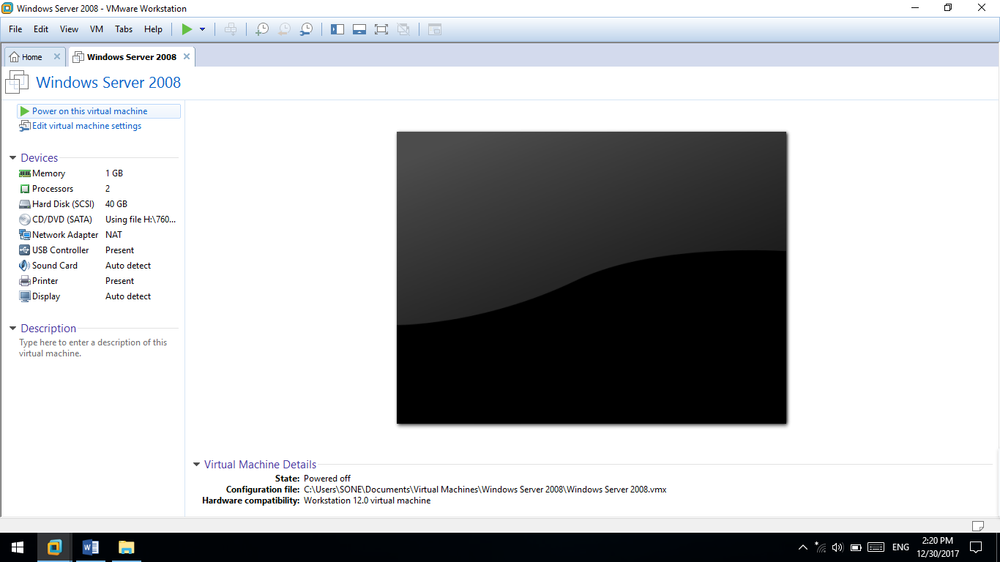 Windows Server 2008 - VMware Workstation
File Edit View VM Tabs Help
Home Windows Server 2008
Windows Server 2008
Power on this virtual machine
Edit virtual machine settings
Devices
Memory 1 GB
Processors 2
Hard Disk (SCSI) 40 GB
CD/DVD (SATA) Using file H:\760...
Network Adapter NAT
USB Controller Present
Sound Card Auto detect
Printer Present
Display Auto detect
Description
Type here to enter a description of this
virtual machine.
Virtual Machine Details
State: Powered off
Configuration file: C:\Users\SONE\Documents\Virtual Machines\Windows Server 2008\Windows Server 2008.vmx
Hardware compatibility: Workstation 12.0 virtual machine
ENG
2:20 PM
12/30/2017